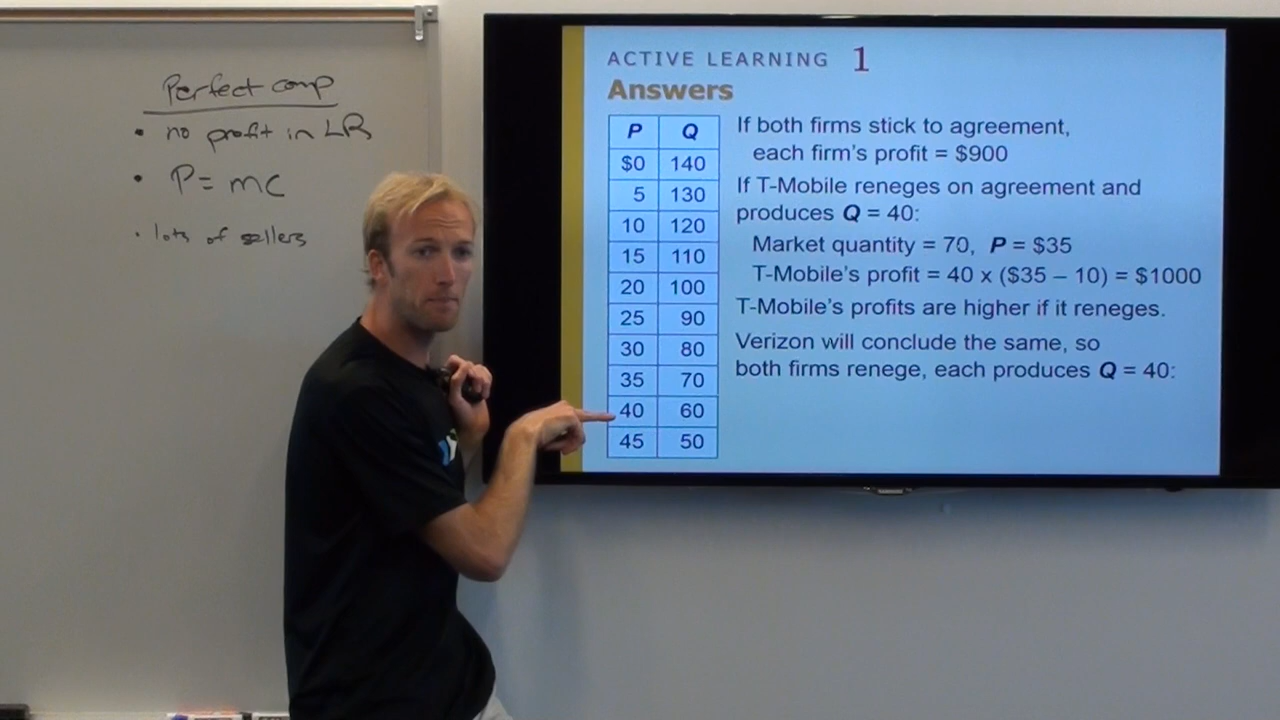 Perfect comp
• no profit in LR
• P = mc
• lots of sellers
ACTIVE LEARNING 1
Answers
P Q
$0 140
5 130
10 120
15 110
20 100
25 90
30 80
35 70
40 60
45 50
If both firms stick to agreement,
each firm's profit = $900
If T-Mobile reneges on agreement and
produces Q = 40:
Market quantity = 70, P = $35
T-Mobile's profit = 40 x ($35 – 10) = $1000
T-Mobile's profits are higher if it reneges.
Verizon will conclude the same, so
both firms renege, each produces Q = 40: